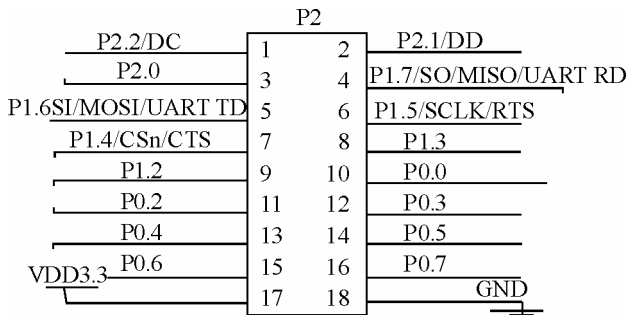 P2
P2.2/DC 1 2 P2.1/DD
P2.0 3 4 P1.7/SO/MISO/UART RD
P1.6SI/MOSI/UART TD 5 6 P1.5/SCLK/RTS
P1.4/CSn/CTS 7 8 P1.3
P1.2 9 10 P0.0
P0.2 11 12 P0.3
P0.4 13 14 P0.5
P0.6 15 16 P0.7
VDD3.3 17 18 GND